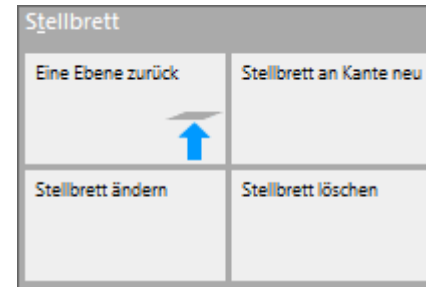 Stellbrett
Eine Ebene zurück
Stellbrett an Kante neu
Stellbrett ändern
Stellbrett löschen